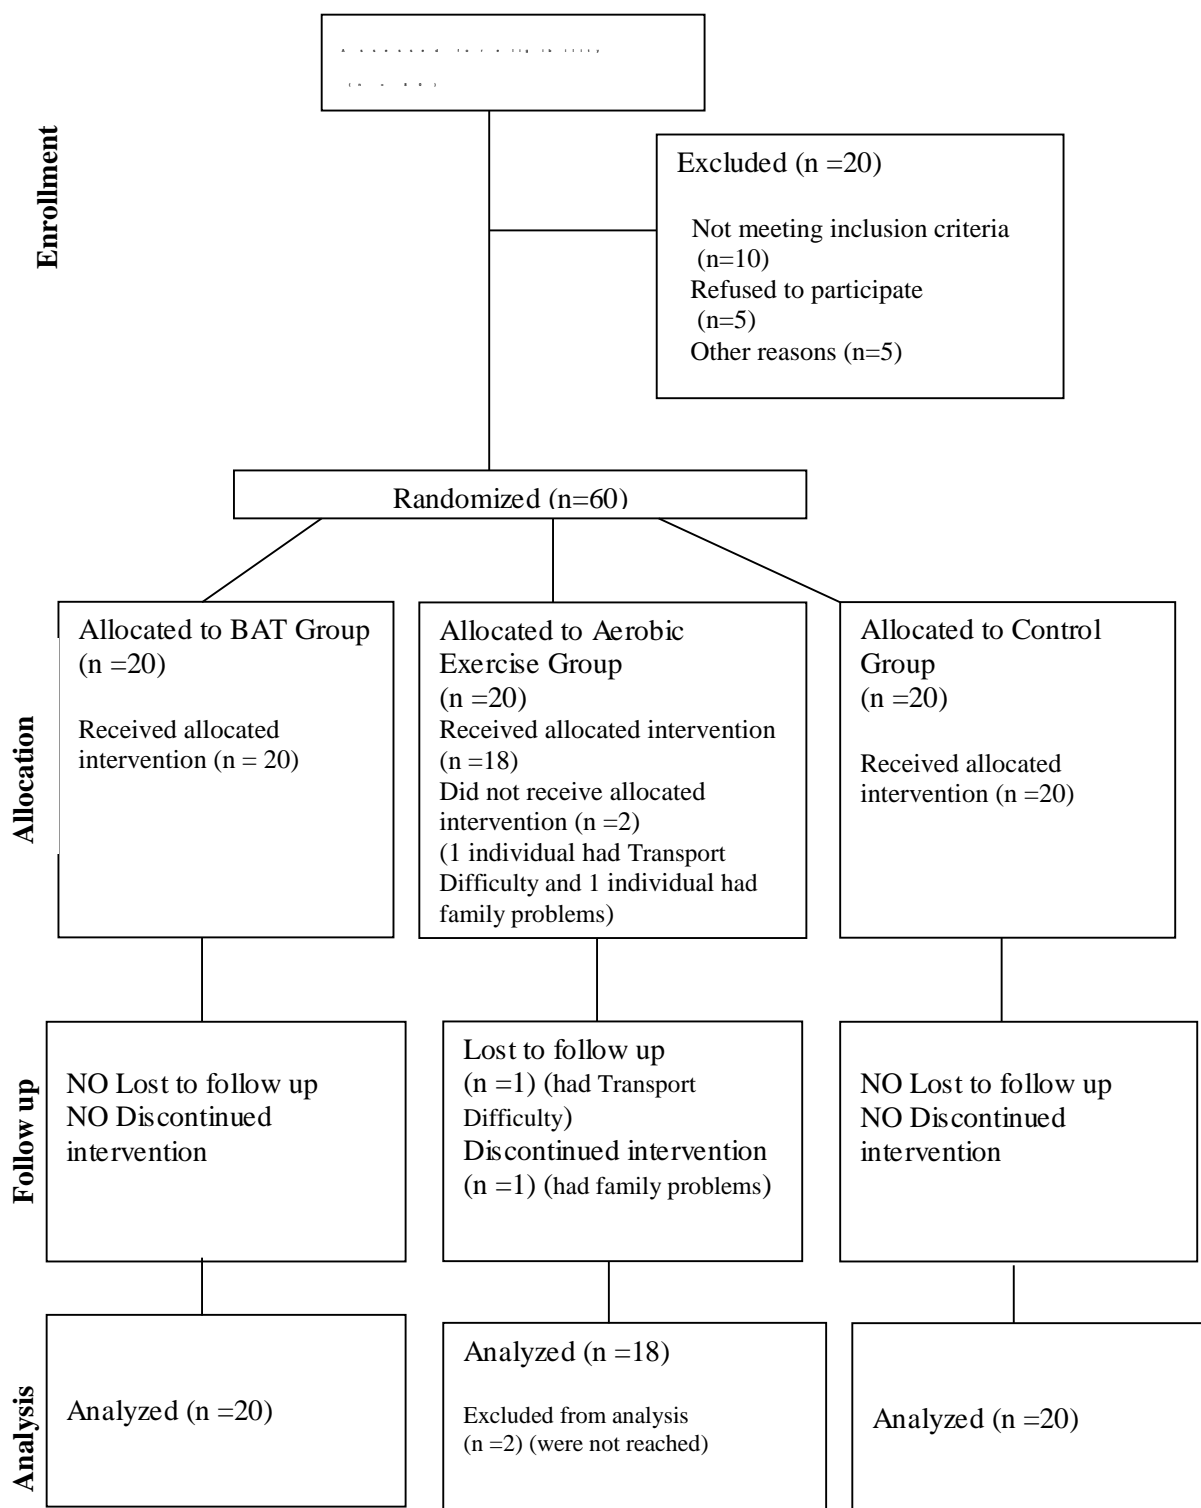 Enrollment
Excluded (n =20)
Not meeting inclusion criteria
(n=10)
Refused to participate
(n=5)
Other reasons (n=5)
Randomized (n=60)
Allocation
Allocated to BAT Group
(n =20)
Received allocated
intervention (n = 20)
Allocated to Aerobic
Exercise Group
(n =20)
Received allocated intervention
(n =18)
Did not receive allocated
intervention (n =2)
(1 individual had Transport
Difficulty and 1 individual had
family problems)
Allocated to Control
Group
(n =20)
Received allocated
intervention (n =20)
Follow up
NO Lost to follow up
NO Discontinued
intervention
Lost to follow up
(n =1) (had Transport
Difficulty)
Discontinued intervention
(n =1) (had family problems)
NO Lost to follow up
NO Discontinued
intervention
Analysis
Analyzed (n =20)
Analyzed (n =18)
Excluded from analysis
(n =2) (were not reached)
Analyzed (n =20)